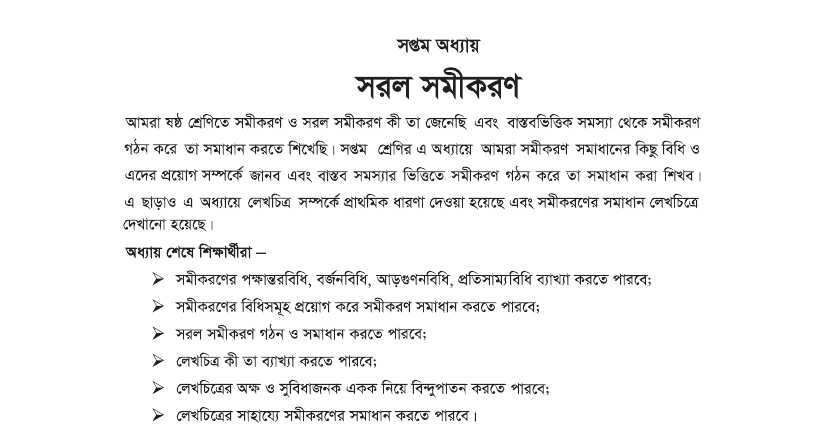 সপ্তম অধ্যায়
সরল সমীকরণ
আমরা ষষ্ঠ শ্রেণিতে সমীকরণ ও সরল সমীকরণ কী তা জেনেছি এবং বাস্তবভিত্তিক সমস্যা থেকে সমীকরণ
গঠন করে তা সমাধান করতে শিখেছি। সপ্তম শ্রেণির এ অধ্যায়ে আমরা সমীকরণ সমাধানের কিছু বিধি ও
এদের প্রয়োগ সম্পর্কে জানব এবং বাস্তব সমস্যার ভিত্তিতে সমীকরণ গঠন করে তা সমাধান করা শিখব।
এ ছাড়াও এ অধ্যায়ে লেখচিত্র সম্পর্কে প্রাথমিক ধারণা দেওয়া হয়েছে এবং সমীকরণের সমাধান লেখচিত্রে
দেখানো হয়েছে।
অধ্যায় শেষে শিক্ষার্থীরা –
➢ সমীকরণের পক্ষান্তরবিধি, বর্জনবিধি, আড়গুণনবিধি, প্রতিসাম্যবিধি ব্যাখ্যা করতে পারবে;
➢ সমীকরণের বিধিসমূহ প্রয়োগ করে সমীকরণ সমাধান করতে পারবে;
➢ সরল সমীকরণ গঠন ও সমাধান করতে পারবে;
➢ লেখচিত্র কী তা ব্যাখ্যা করতে পারবে;
➢ লেখচিত্রের অক্ষ ও সুবিধাজনক একক নিয়ে বিন্দুপাতন করতে পারবে;
➢ লেখচিত্রের সাহায্যে সমীকরণের সমাধান করতে পারবে।